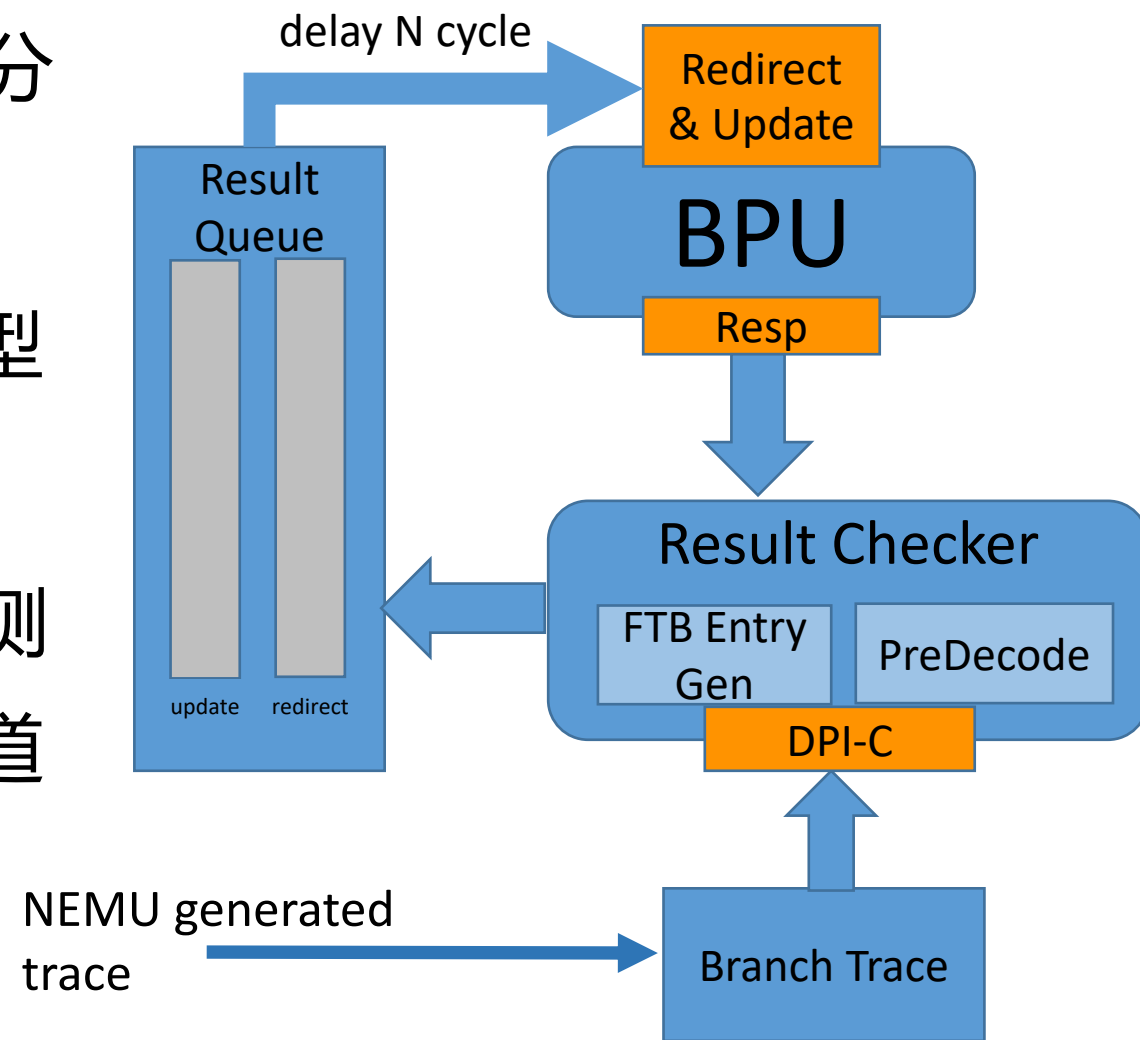 分
型
则
道
delay N cycle
Redirect
& Update
BPU
Resp
Result
Queue
update redirect
Result Checker
FTB Entry
Gen
PreDecode
DPI-C
NEMU generated
trace
Branch Trace